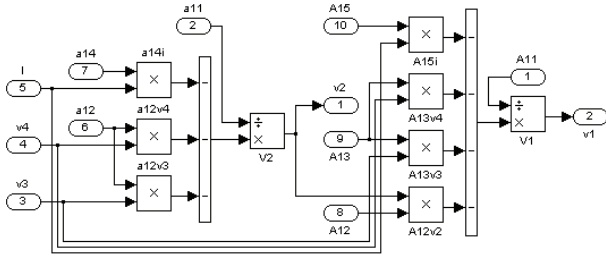 a11
2
A15
10
a14
7
a14i
×
A15i
×
A11
1
I
5
v2
1
÷
×
V1
2
v1
a12
6
a12v4
×
÷
×
V2
A13v4
×
v4
4
9
A13
A13v3
×
a12v3
×
v3
3
8
A12
A12v2
×